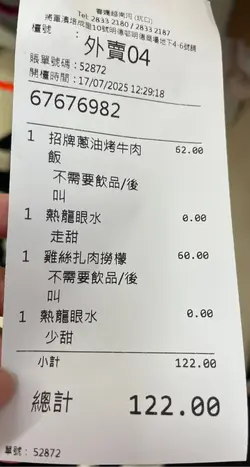 Tel: 2833 2180 / 2833 2187
檯號：
外賣04
賬單號碼：52872
開檯時間：17/07/2025 12:29:18
67676982
1 招牌蔥油烤牛肉飯 62.00
不需要飲品/後叫
1 熱龍眼水 0.00
走甜
1 雞絲扎肉撈檬 60.00
不需要飲品/後叫
1 熱龍眼水 0.00
少甜
小計 122.00
總計 122.00
單號： 52872